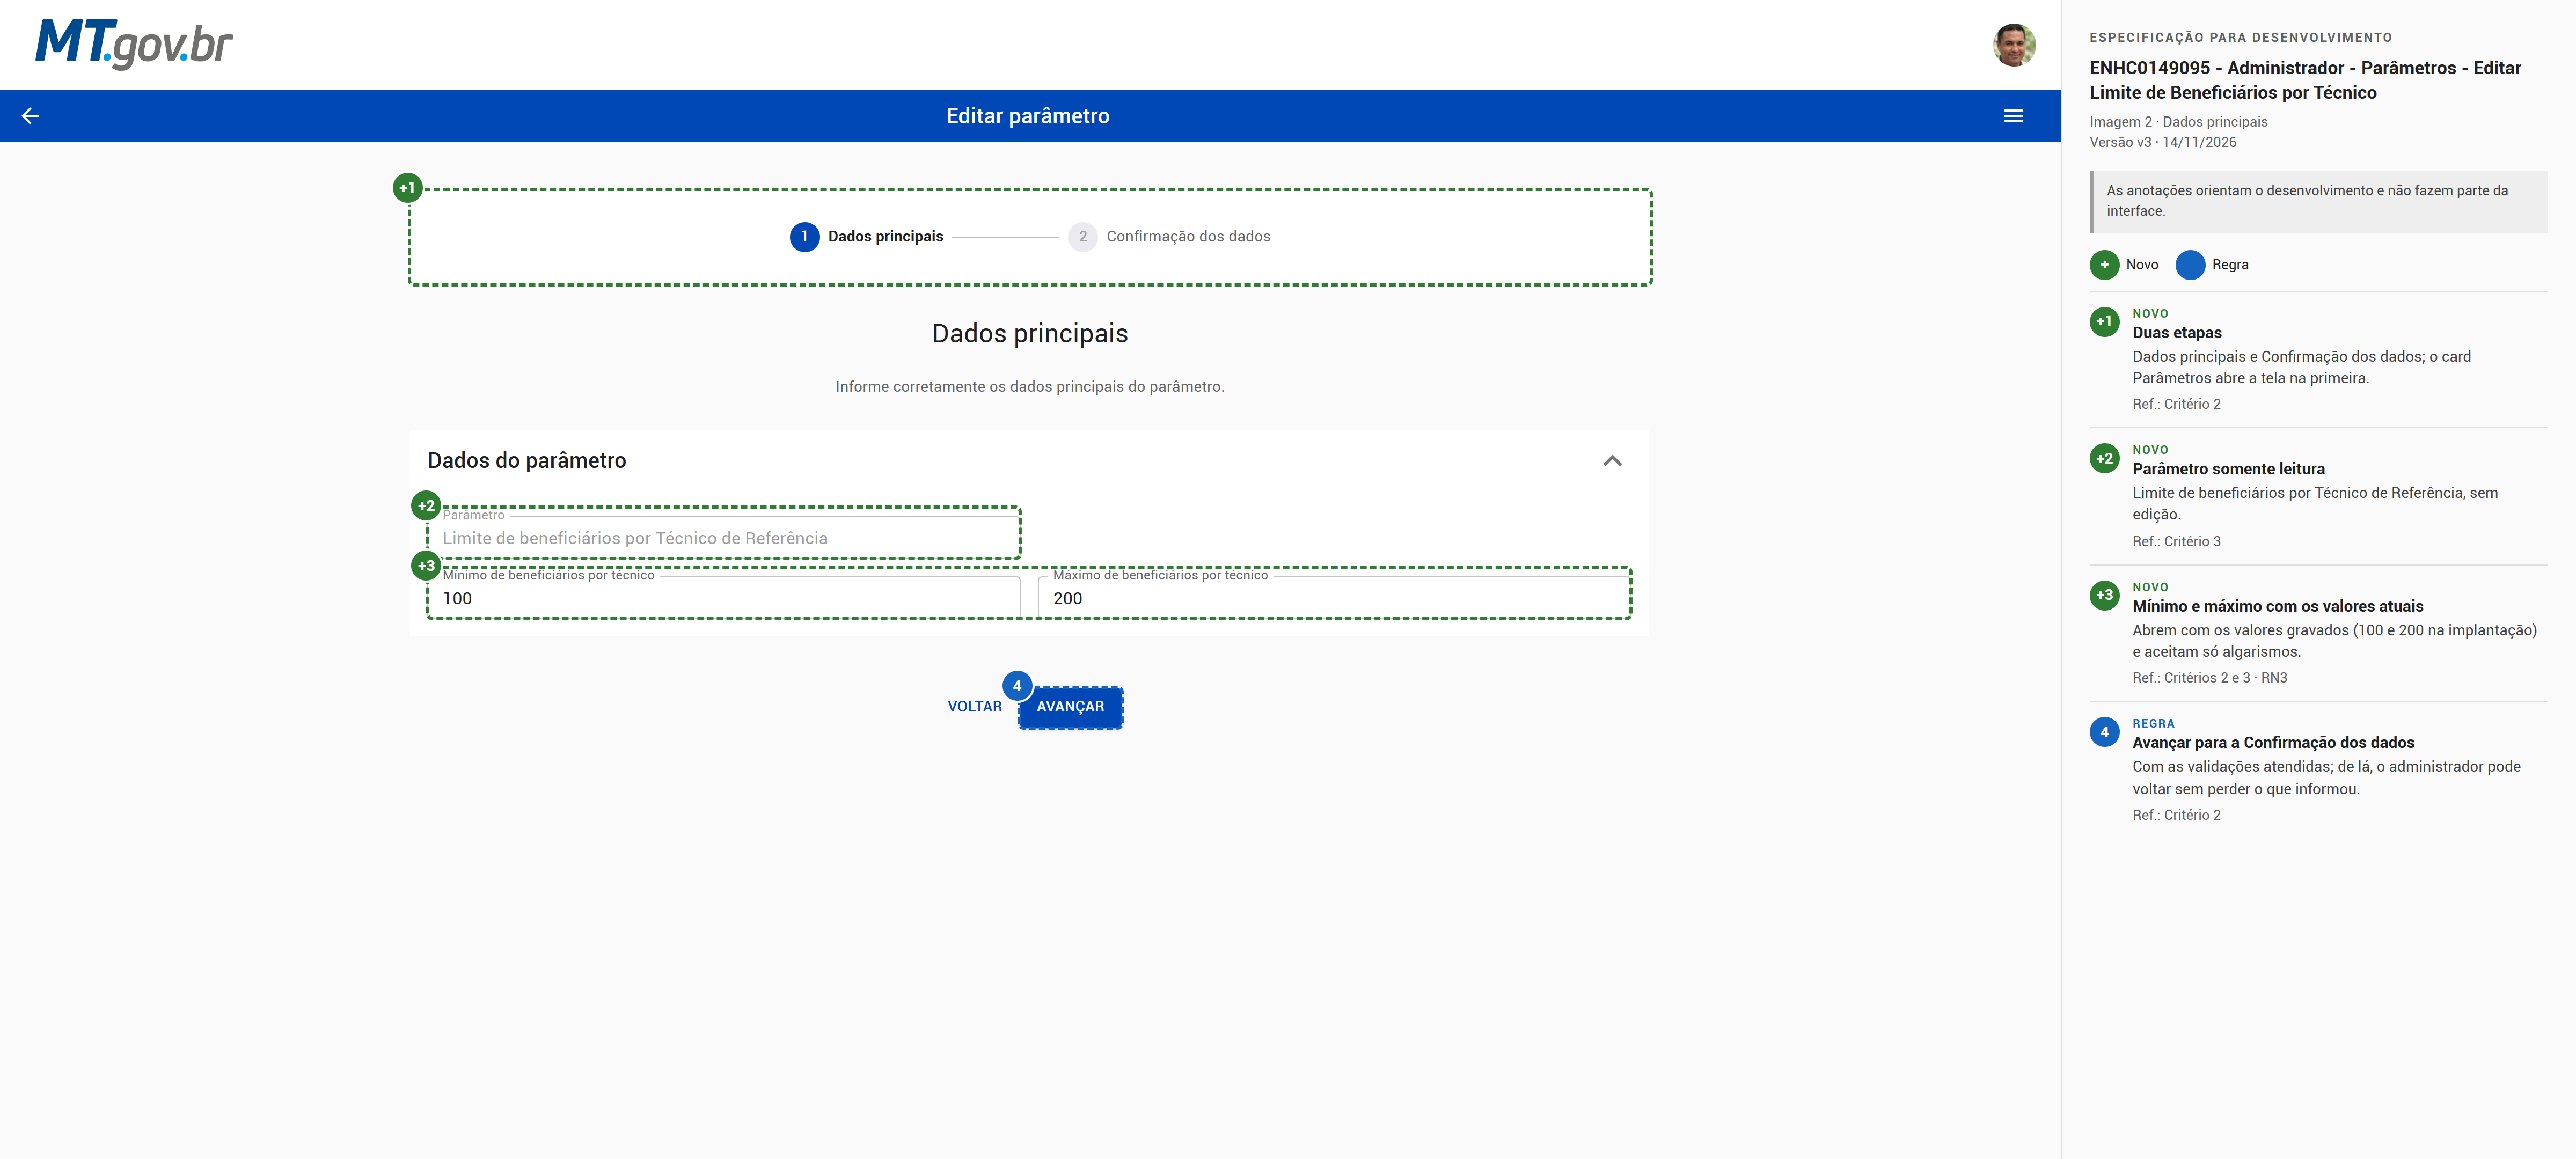 MT.gov.br
Editar parâmetro
+1
1 Dados principais 2 Confirmação dos dados
Dados principais
Informe corretamente os dados principais do parâmetro.
Dados do parâmetro
+2
Parâmetro
Limite de beneficiários por Técnico de Referência
+3
Mínimo de beneficiários por técnico Máximo de beneficiários por técnico
100 200
4
VOLTAR AVANÇAR
ESPECIFICAÇÃO PARA DESENVOLVIMENTO
ENHC0149095 - Administrador - Parâmetros - Editar
Limite de Beneficiários por Técnico
Imagem 2 · Dados principais
Versão v3 · 14/11/2026
As anotações orientam o desenvolvimento e não fazem parte da
interface.
+ Novo Regra
+1 NOVO
Duas etapas
Dados principais e Confirmação dos dados; o card
Parâmetros abre a tela na primeira.
Ref.: Critério 2
+2 NOVO
Parâmetro somente leitura
Limite de beneficiários por Técnico de Referência, sem
edição.
Ref.: Critério 3
+3 NOVO
Mínimo e máximo com os valores atuais
Abrem com os valores gravados (100 e 200 na implantação)
e aceitam só algarismos.
Ref.: Critérios 2 e 3 · RN3
4 REGRA
Avançar para a Confirmação dos dados
Com as validações atendidas; de lá, o administrador pode
voltar sem perder o que informou.
Ref.: Critério 2